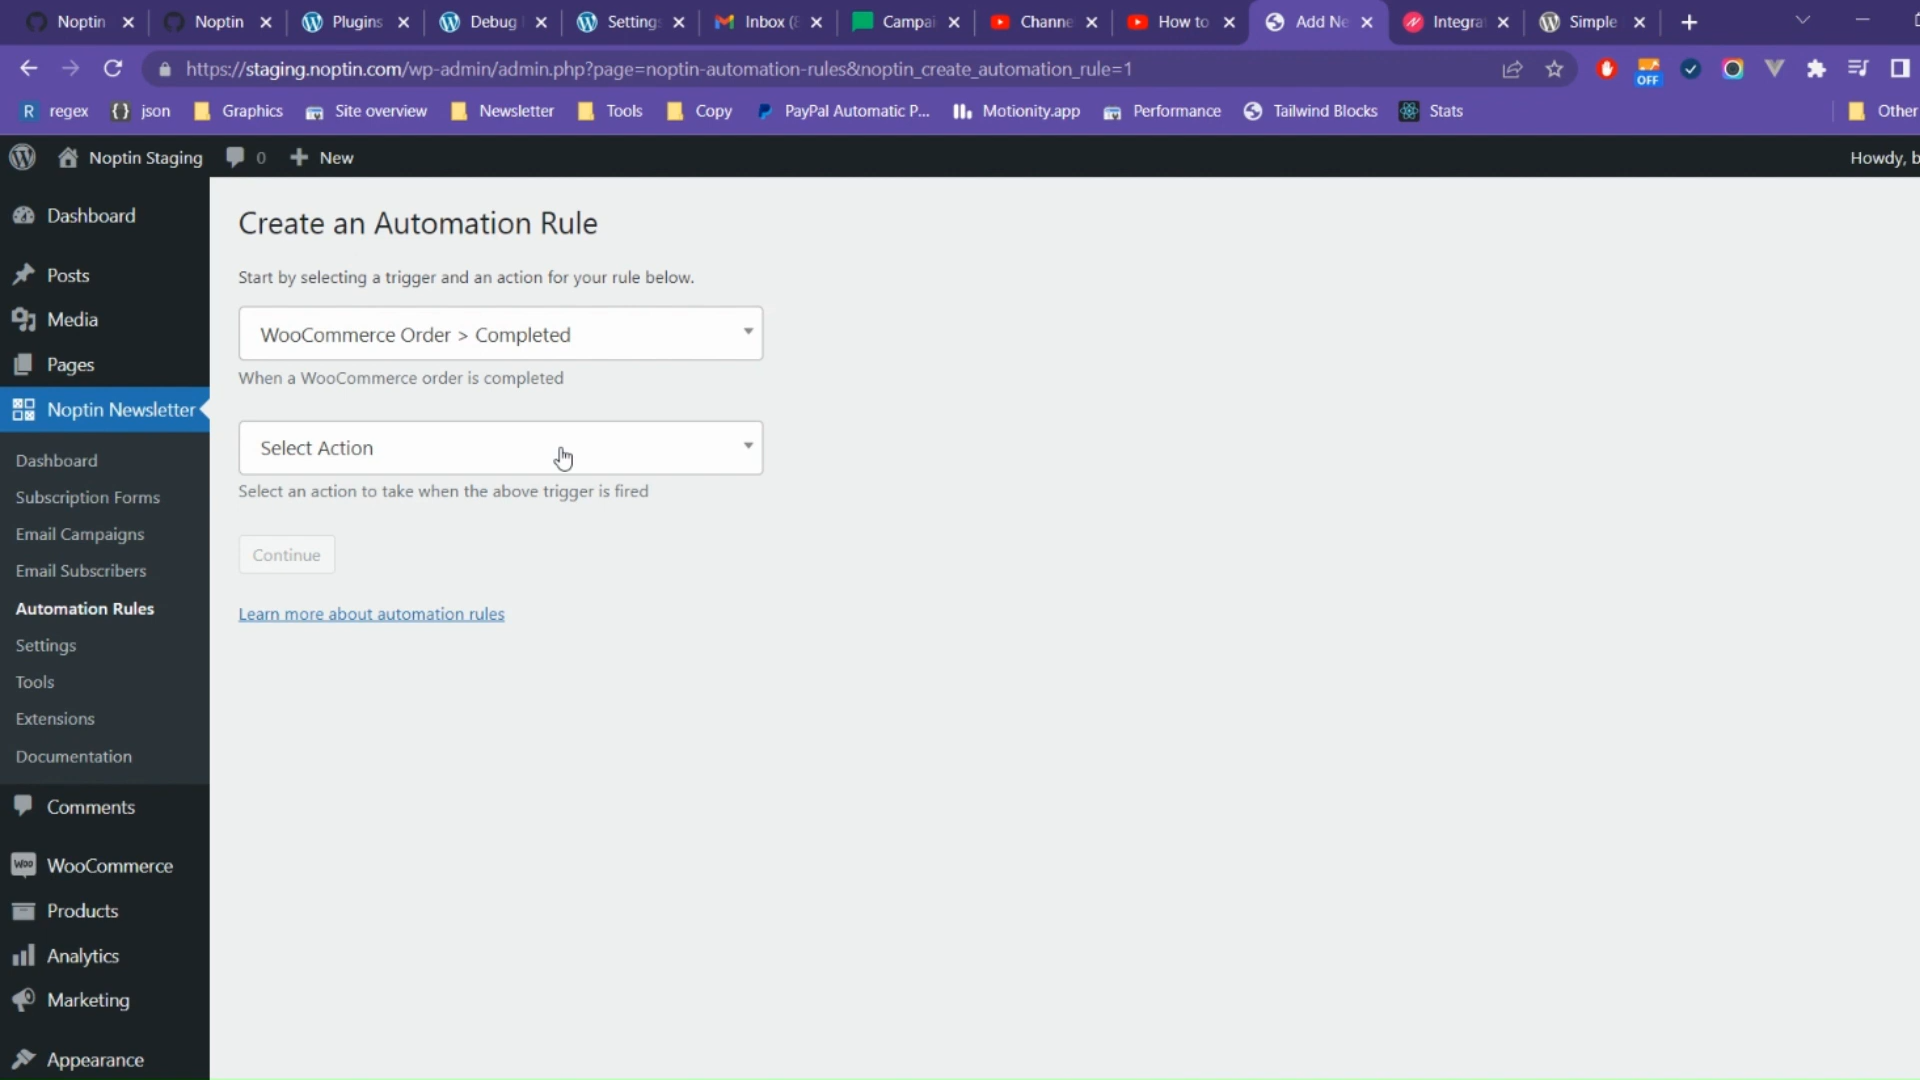 Noptin
Noptin
Plugins
Debug
Settings
Inbox (
Campai
Channe
How to
Add Ne
Integra
Simple
https://staging.noptin.com/wp-admin/admin.php?page=noptin-automation-rules&noptin_create_automation_rule=1
OFF
R regex
{} json
Graphics
Site overview
Newsletter
Tools
Copy
PayPal Automatic P...
Motionity.app
Performance
Tailwind Blocks
Stats
Other
Noptin Staging
0
New
Howdy, b
Dashboard
Posts
Media
Pages
Noptin Newsletter
Dashboard
Subscription Forms
Email Campaigns
Email Subscribers
Automation Rules
Settings
Tools
Extensions
Documentation
Comments
Woo WooCommerce
Products
Analytics
Marketing
Appearance
Create an Automation Rule
Start by selecting a trigger and an action for your rule below.
WooCommerce Order > Completed
When a WooCommerce order is completed
Select Action
Select an action to take when the above trigger is fired
Continue
Learn more about automation rules